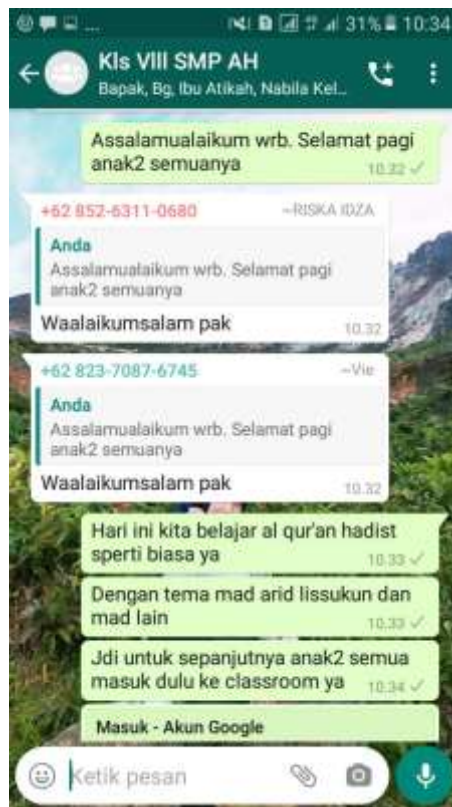 31% 10:34
Kls VIII SMP AH
Bapak, Bg, Ibu Atikah, Nabila Kel...
Assalamualaikum wrb. Selamat pagi
anak2 semuanya
10.32
+62 852-6311-0680 ~RISKA IDZA
Anda
Assalamualaikum wrb. Selamat pagi
anak2 semuanya
Waalaikumsalam pak
10.32
+62 823-7087-6745 ~Vie
Anda
Assalamualaikum wrb. Selamat pagi
anak2 semuanya
Waalaikumsalam pak
10.32
Hari ini kita belajar al qur'an hadist
sperti biasa ya
10.33
Dengan tema mad arid lissukun dan
mad lain
10.33
Jdi untuk sepanjutnya anak2 semua
masuk dulu ke classroom ya
10.34
Masuk - Akun Google
Ketik pesan